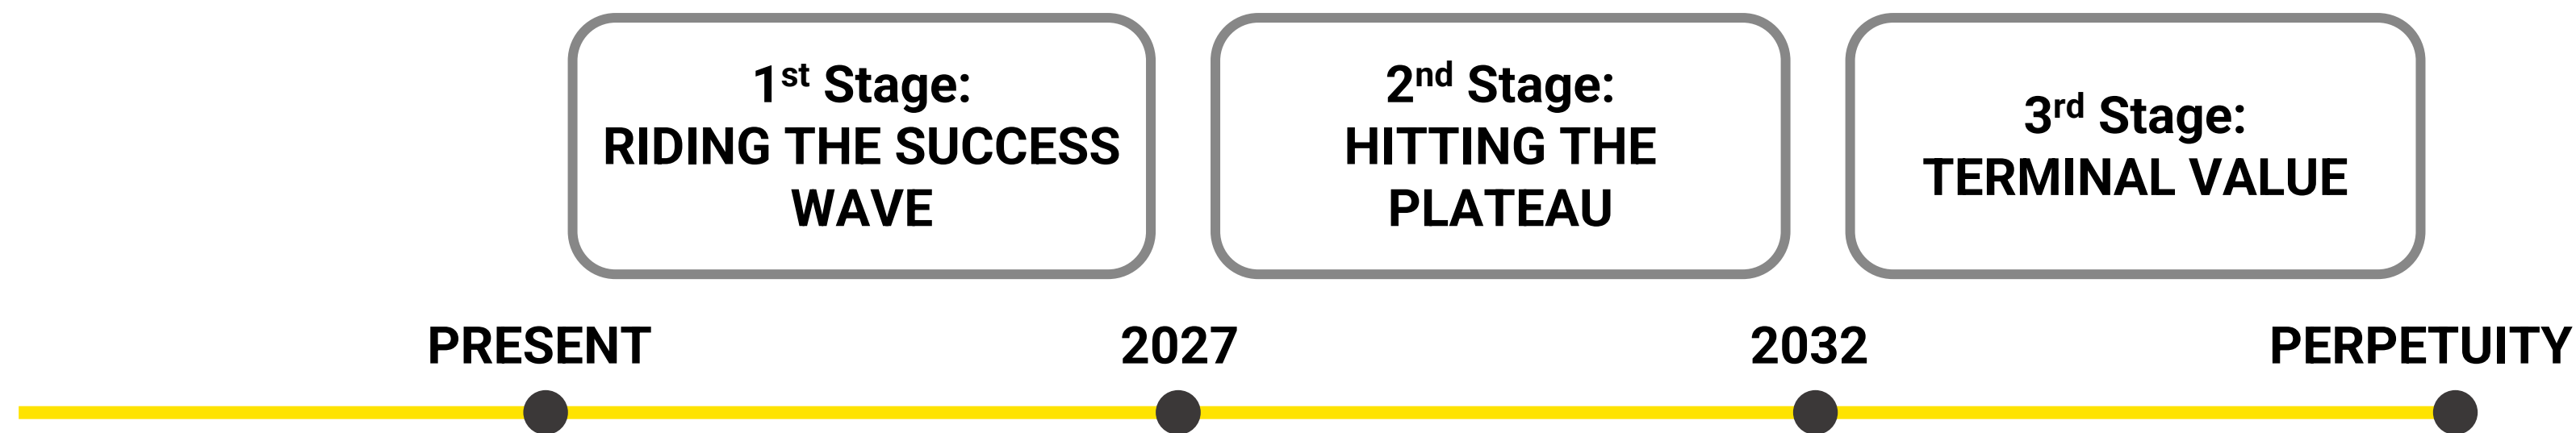 1st Stage:
RIDING THE SUCCESS
WAVE
2nd Stage:
HITTING THE
PLATEAU
3rd Stage:
TERMINAL VALUE
PRESENT
2027
2032
PERPETUITY